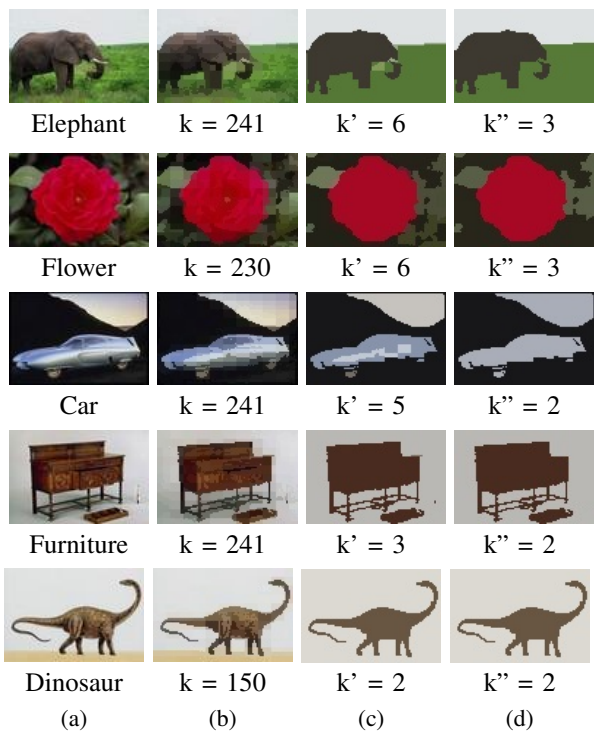 Elephant k = 241 k' = 6 k” = 3
Flower k = 230 k' = 6 k” = 3
Car k = 241 k' = 5 k” = 2
Furniture k = 241 k' = 3 k” = 2
Dinosaur k = 150 k' = 2 k” = 2
(a) (b) (c) (d)